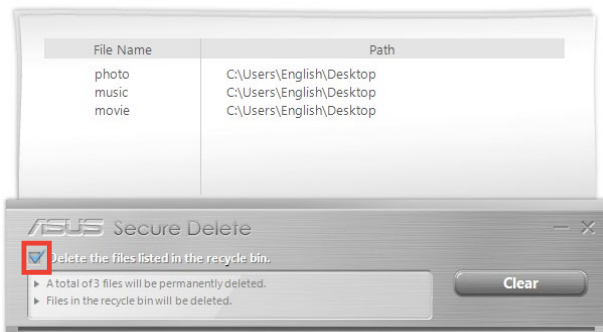 File Name Path
photo C:\Users\English\Desktop
music C:\Users\English\Desktop
movie C:\Users\English\Desktop
ASUS Secure Delete
Delete the files listed in the recycle bin.
A total of 3 files will be permanently deleted.
Files in the recycle bin will be deleted.
Clear